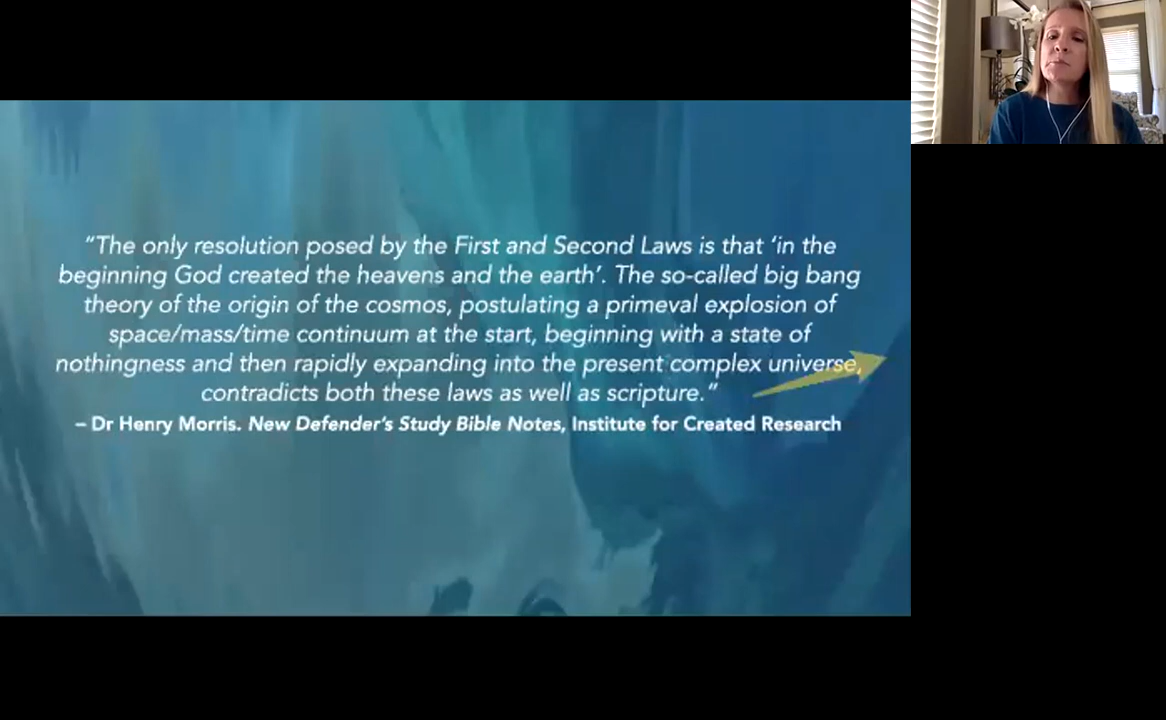 “The only resolution posed by the First and Second Laws is that ‘in the
beginning God created the heavens and the earth’. The so-called big bang
theory of the origin of the cosmos, postulating a primeval explosion of
space/mass/time continuum at the start, beginning with a state of
nothingness and then rapidly expanding into the present complex universe,
contradicts both these laws as well as scripture.”
– Dr Henry Morris. New Defender’s Study Bible Notes, Institute for Created Research